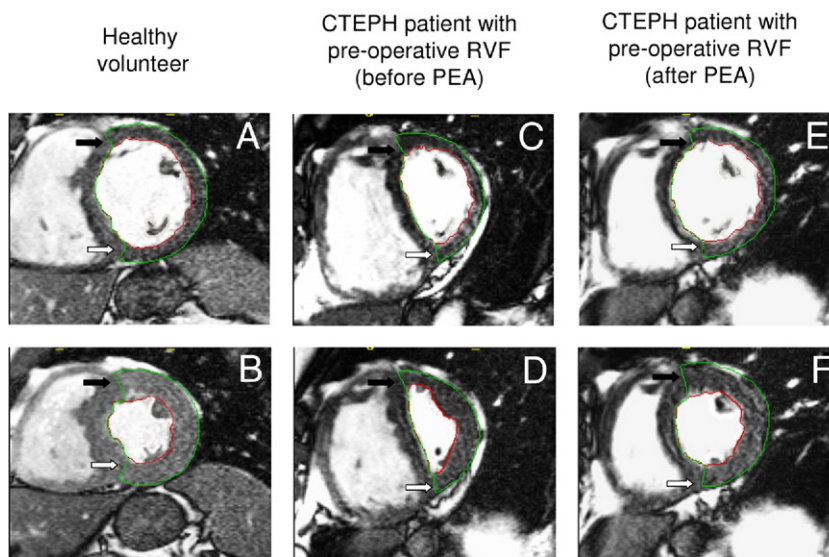 Healthy
volunteer
CTEPH patient with
pre-operative RVF
(before PEA)
CTEPH patient with
pre-operative RVF
(after PEA)
A
C
E
B
D
F